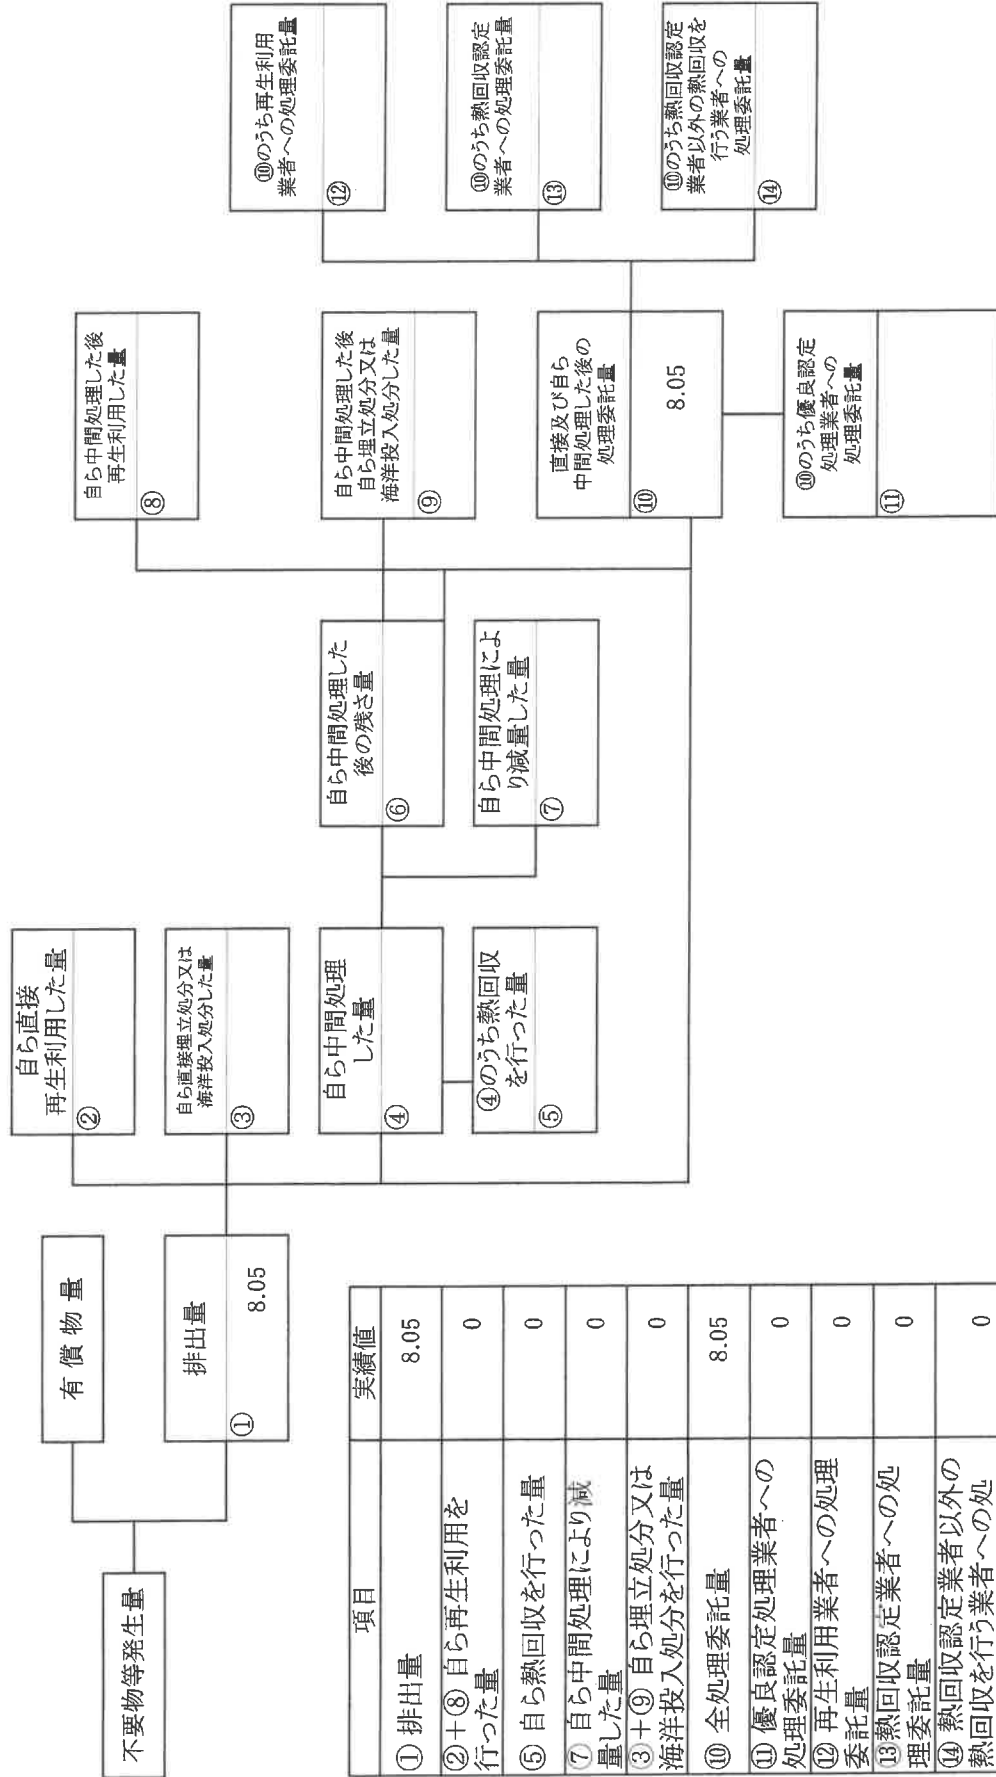 不要物等発生量
有償物量
排出量
①
8.05
自ら直接
再生利用した量
②
自ら直接埋立処分又は
海洋投入処分した量
③
自ら中間処理
した量
④
④のうち熱回収
を行った量
⑤
自ら中間処理した
後の残さ量
⑥
自ら中間処理によ
り減量した量
⑦
自ら中間処理した後
再生利用した量
⑧
自ら中間処理した後
自ら埋立処分又は
海洋投入処分した量
⑨
直接及び自ら
中間処理した後の
処理委託量
⑩
8.05
⑩のうち優良認定
処理業者への
処理委託量
⑪
⑩のうち再生利用
業者への処理委託量
⑫
⑩のうち熱回収認定
業者への処理委託量
⑬
⑩のうち熱回収認定
業者以外の熱回収を
行う業者への
処理委託量
⑭
項目 実績値
①排出量 8.05
②+⑧自ら再生利用を
行った量 0
⑤自ら熱回収を行った量 0
⑦自ら中間処理により減
量した量 0
③+⑨自ら埋立処分又は
海洋投入処分を行った量 0
⑩全処理委託量 8.05
⑪優良認定処理業者への
処理委託量 0
⑫再生利用業者への処理
委託量 0
⑬熱回収認定業者への処
理委託量 0
⑭熱回収認定業者以外の
熱回収を行う業者への処 0